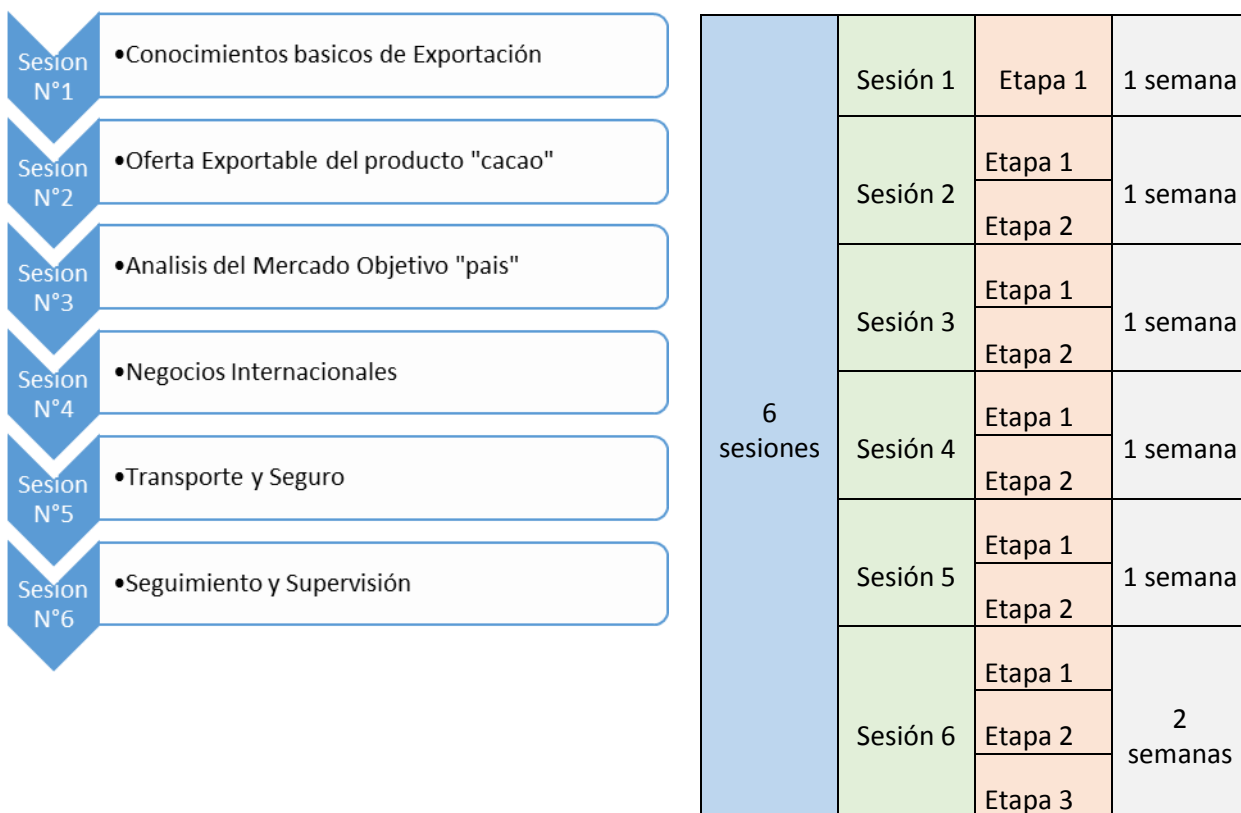 Sesion
N°1
•Conocimientos basicos de Exportación
Sesion
N°2
•Oferta Exportable del producto "cacao"
Sesion
N°3
•Analisis del Mercado Objetivo "pais"
Sesion
N°4
•Negocios Internacionales
Sesion
N°5
•Transporte y Seguro
Sesion
N°6
•Seguimiento y Supervisión
6
sesiones
Sesión 1
Etapa 1
1 semana
Sesión 2
Etapa 1
Etapa 2
1 semana
Sesión 3
Etapa 1
Etapa 2
1 semana
Sesión 4
Etapa 1
Etapa 2
1 semana
Sesión 5
Etapa 1
Etapa 2
1 semana
Sesión 6
Etapa 1
Etapa 2
Etapa 3
2
semanas